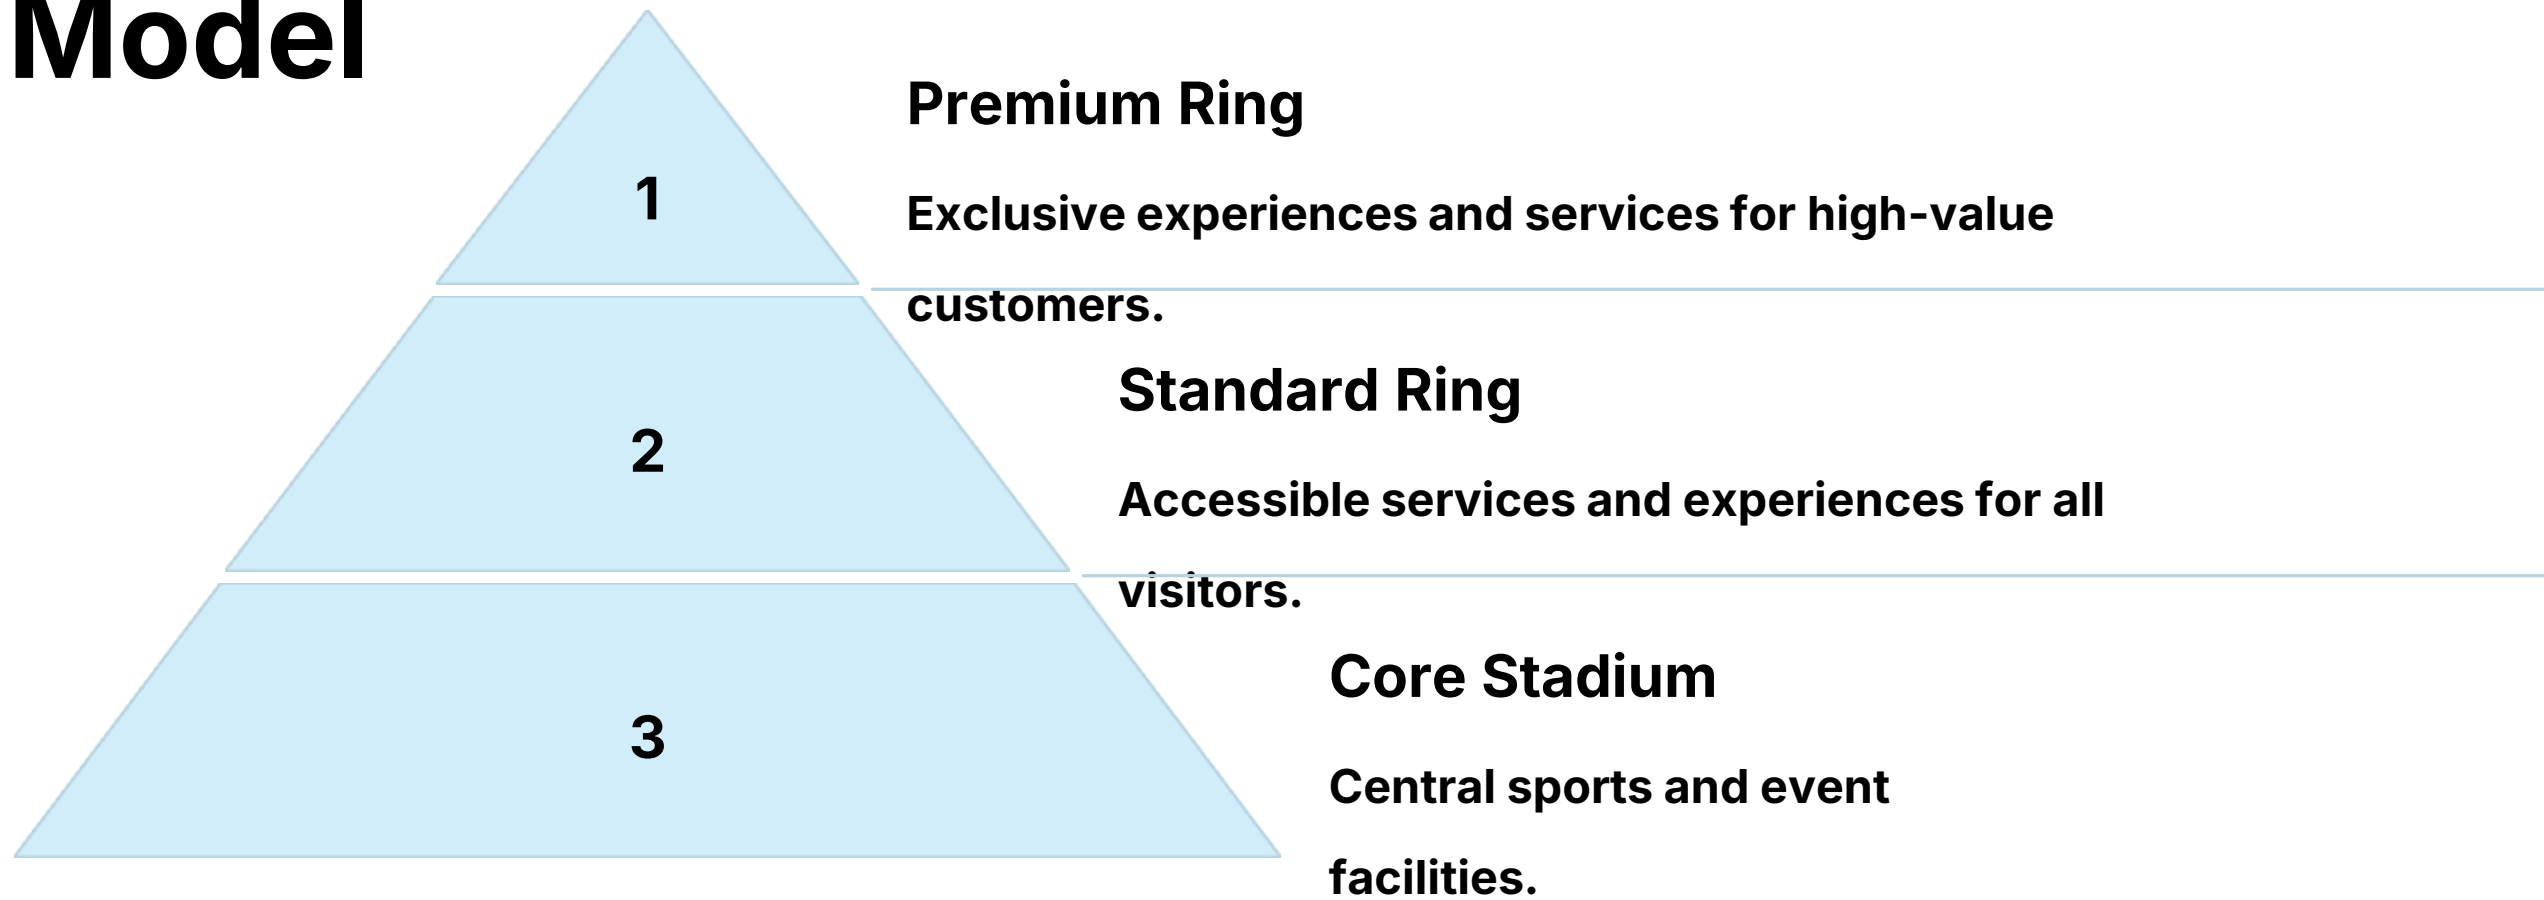 Model
1
Premium Ring
Exclusive experiences and services for high-value
customers.
2
Standard Ring
Accessible services and experiences for all
visitors.
3
Core Stadium
Central sports and event
facilities.